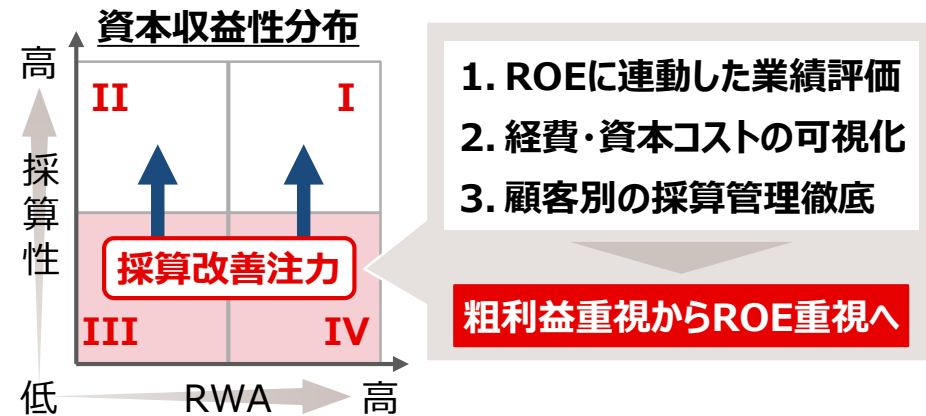 資本収益性分布
高
採算性
低
RWA
高
II
I
採算改善注力
III
IV
1. ROEに連動した業績評価
2. 経費・資本コストの可視化
3. 顧客別の採算管理徹底
粗利益重視からROE重視へ